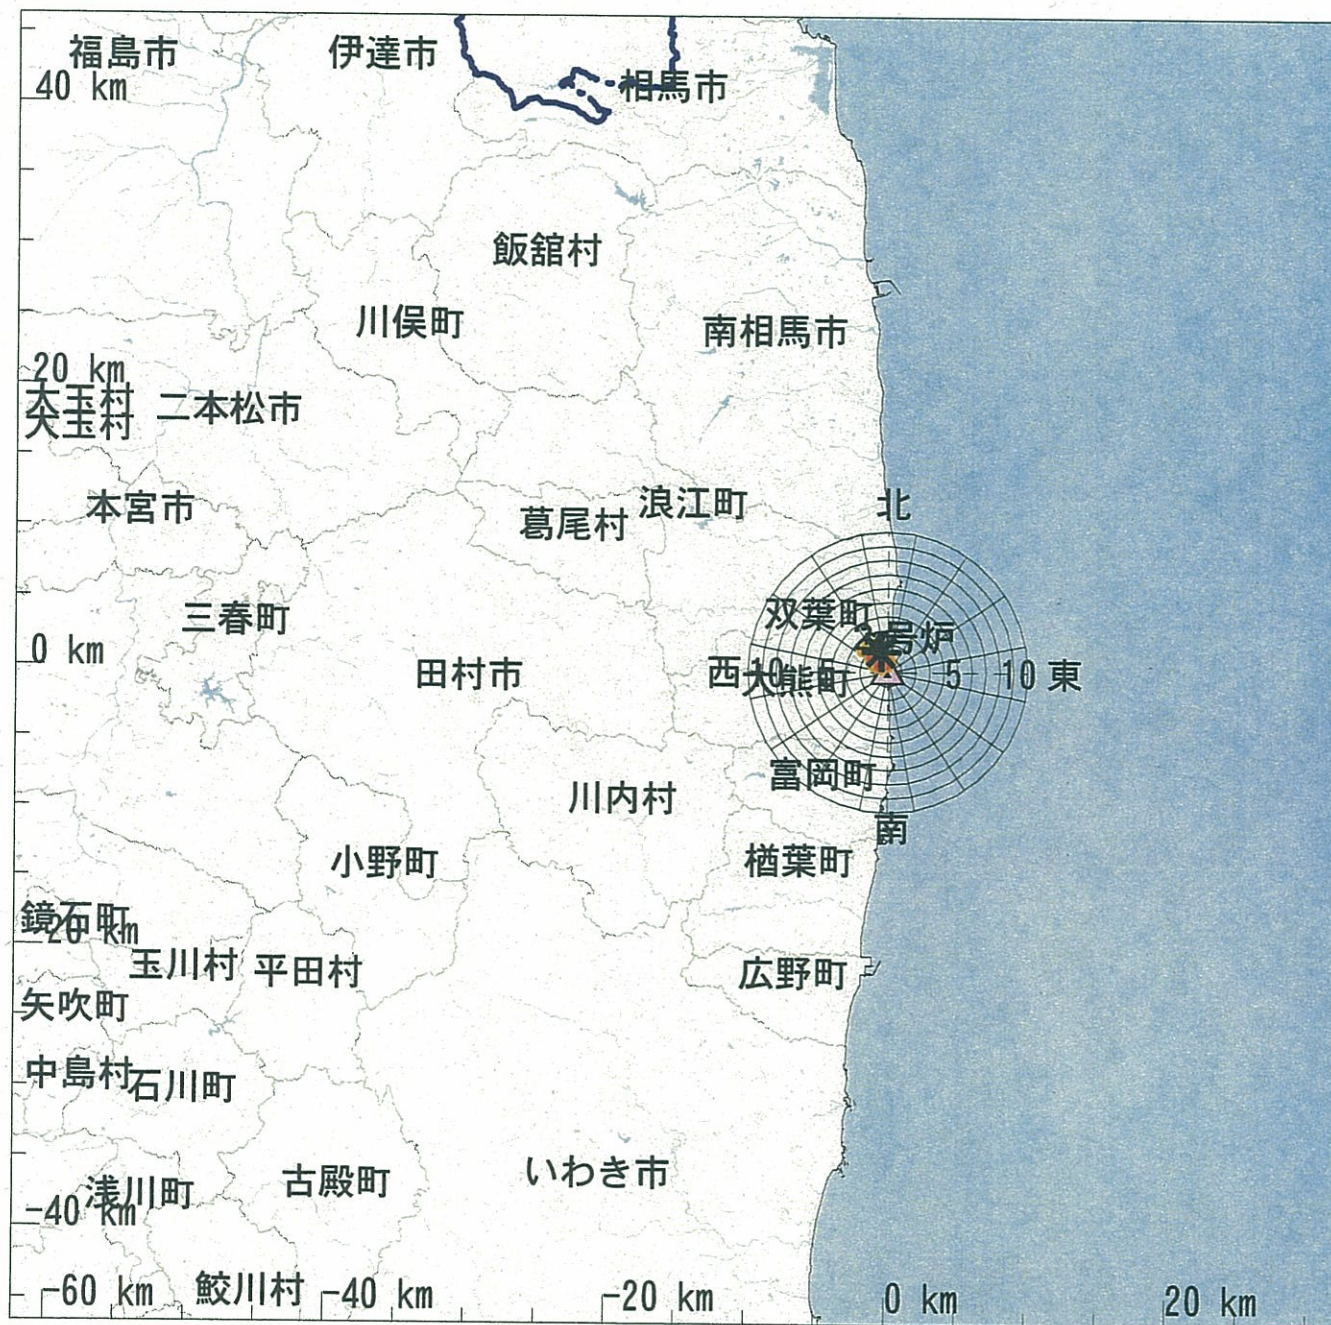 福島市
伊達市
40 km
相馬市
飯舘村
川俣町
南相馬市
20 km
大玉村
二本松市
大玉村
本宮市
浪江町
北
葛尾村
双葉町
三春町
号炉
0 km
田村市
西
10
5
大熊町
5
10
東
富岡町
川内村
南
小野町
楢葉町
鏡石町
-20 km
玉川村
平田村
広野町
矢吹町
中島村
石川町
いわき市
古殿町
浅川町
-40 km
-60 km
鮫川村
-40 km
-20 km
0 km
20 km